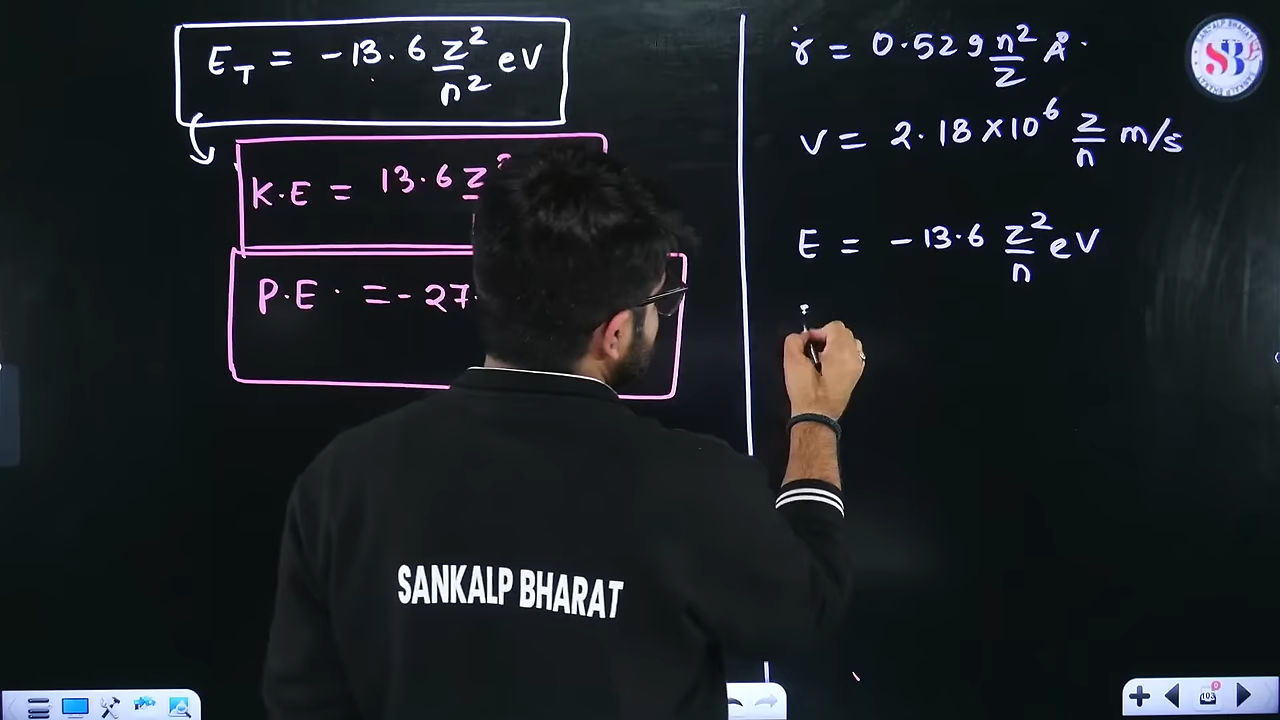 E_T = -13.6 z²/n² eV
K.E = 13.6 z
P.E. = - 27.
r = 0.529 n²/z Å.
v = 2.18 × 10⁶ z/n m/s
E = -13.6 z²/n eV
SB
SANKALP BHARAT